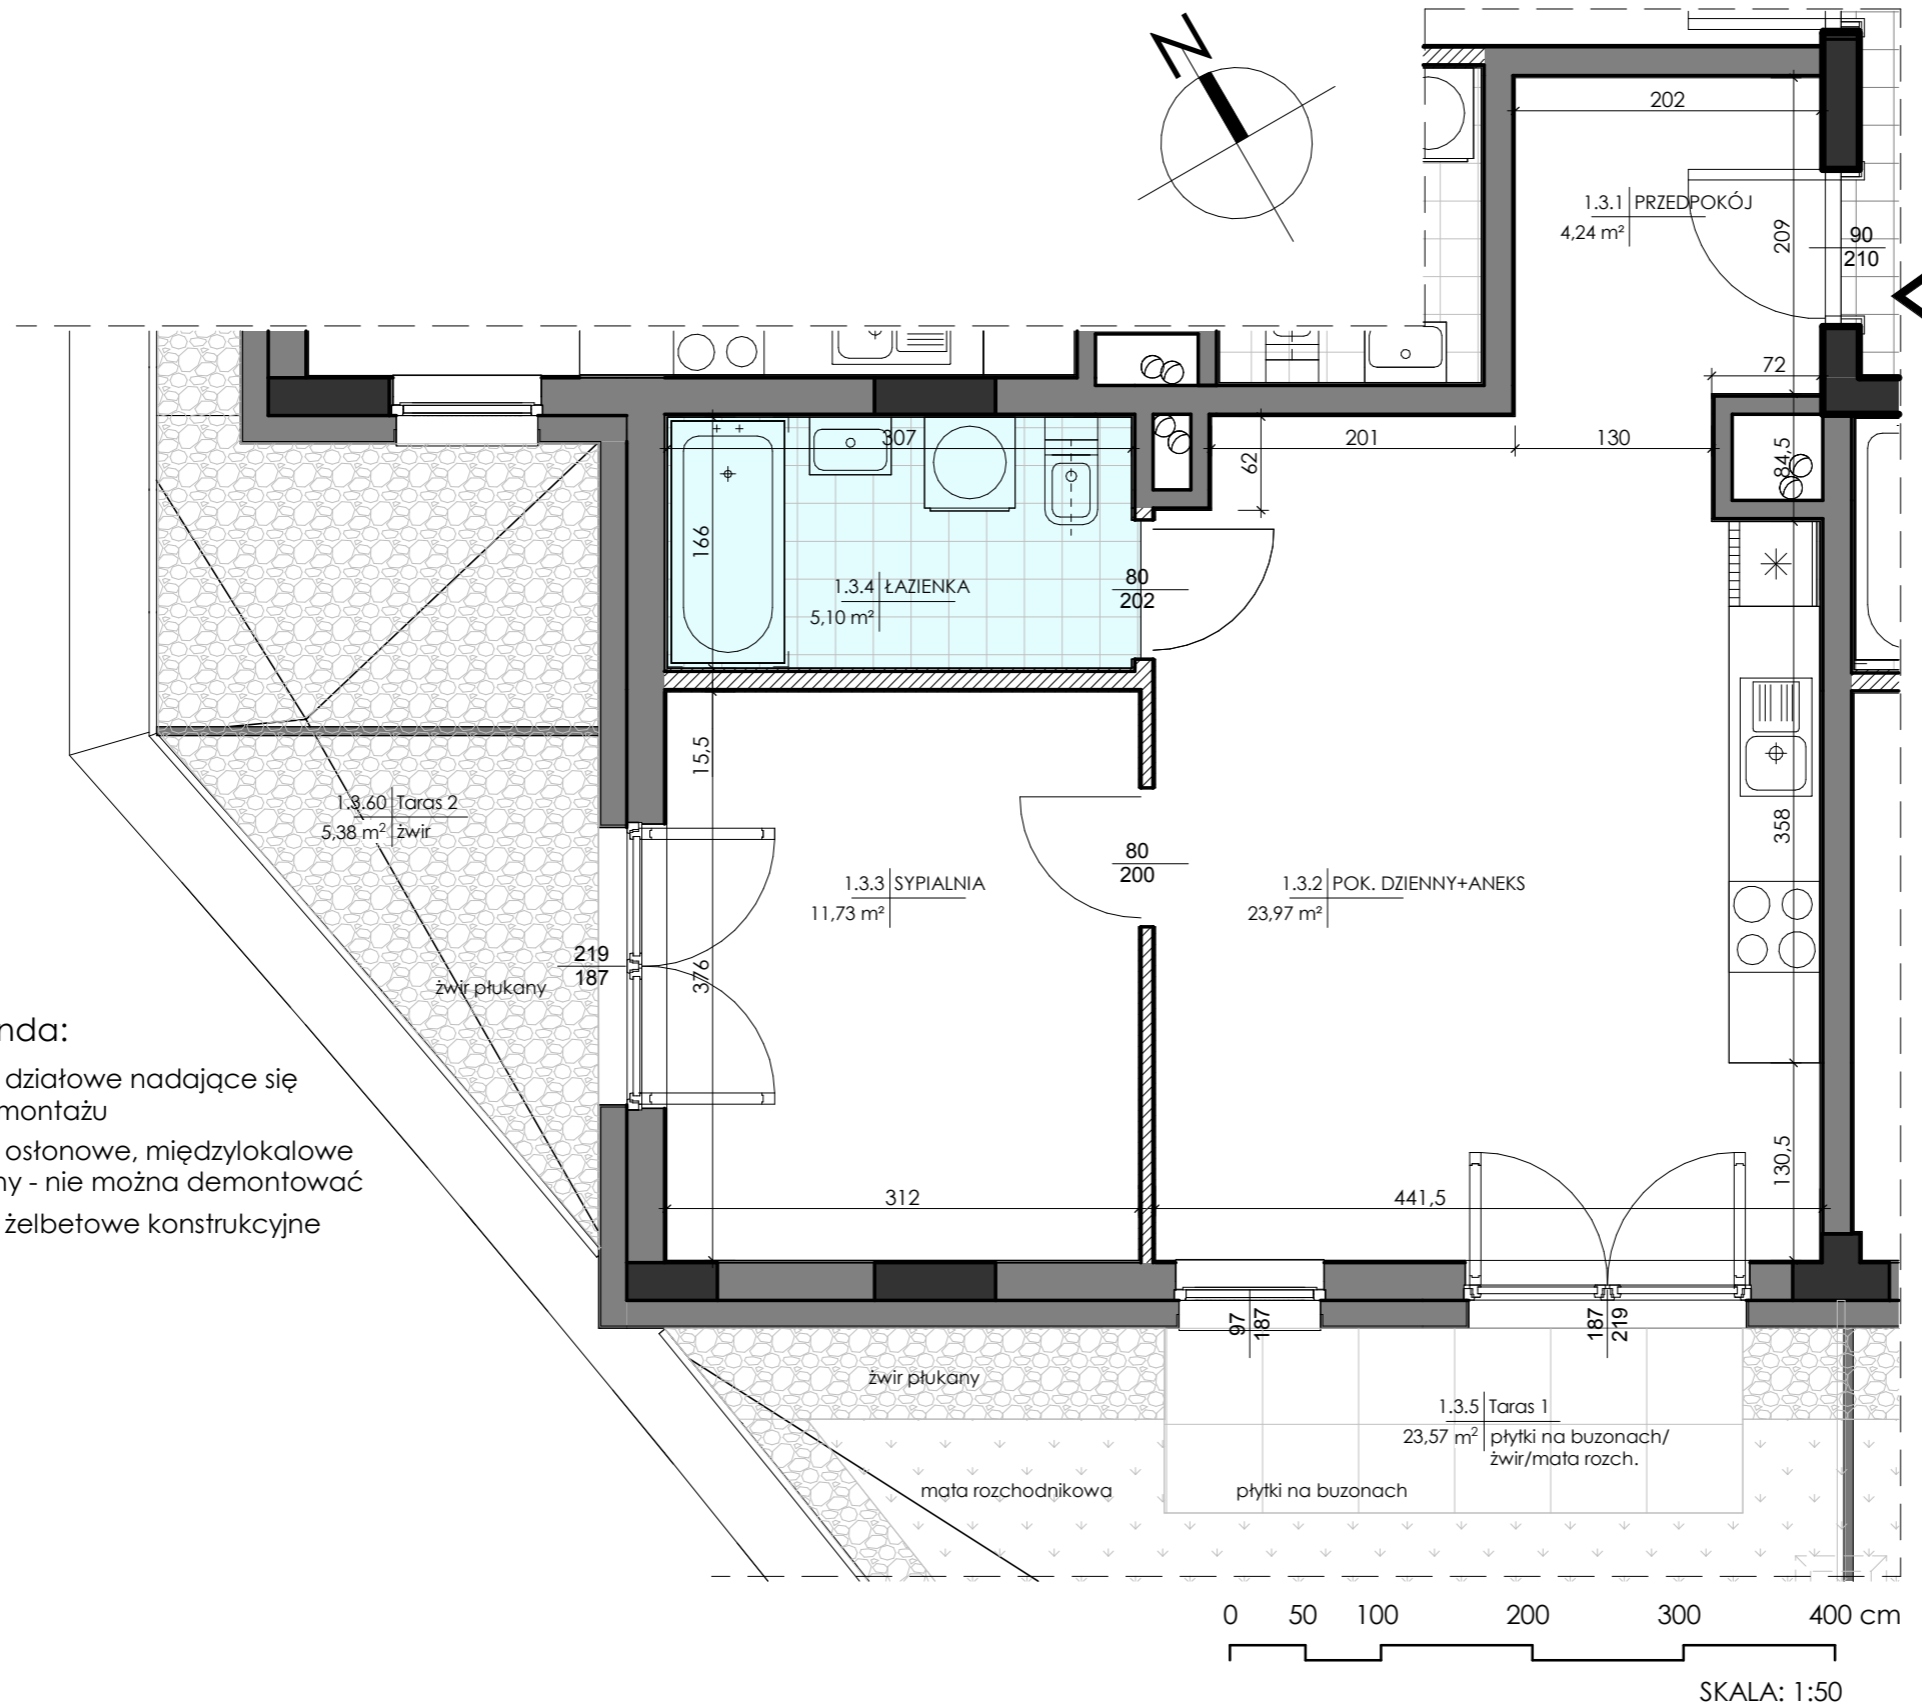 N
202
1.3.1 PRZEDPOKÓJ
4,24 m²
209
90
210
72
307
62
201
130
84,5
166
1.3.4 ŁAZIENKA
5,10 m²
80
202
15,5
1.3.60 Taras 2
5,38 m² żwir
358
80
200
1.3.3 SYPIALNIA
11,73 m²
1.3.2 POK. DZIENNY+ANEKS
23,97 m²
219
187
376
żwir płukany
nda:
działowe nadające się
montażu
osłonowe, międzylokalowe
ny - nie można demontować
żelbetowe konstrukcyjne
130,5
312
441,5
97
187
187
219
żwir płukany
1.3.5 Taras 1
23,57 m² płytki na buzonach/
żwir/mata rozch.
mata rozchodnikowa
płytki na buzonach
0 50 100 200 300 400 cm
SKALA: 1:50